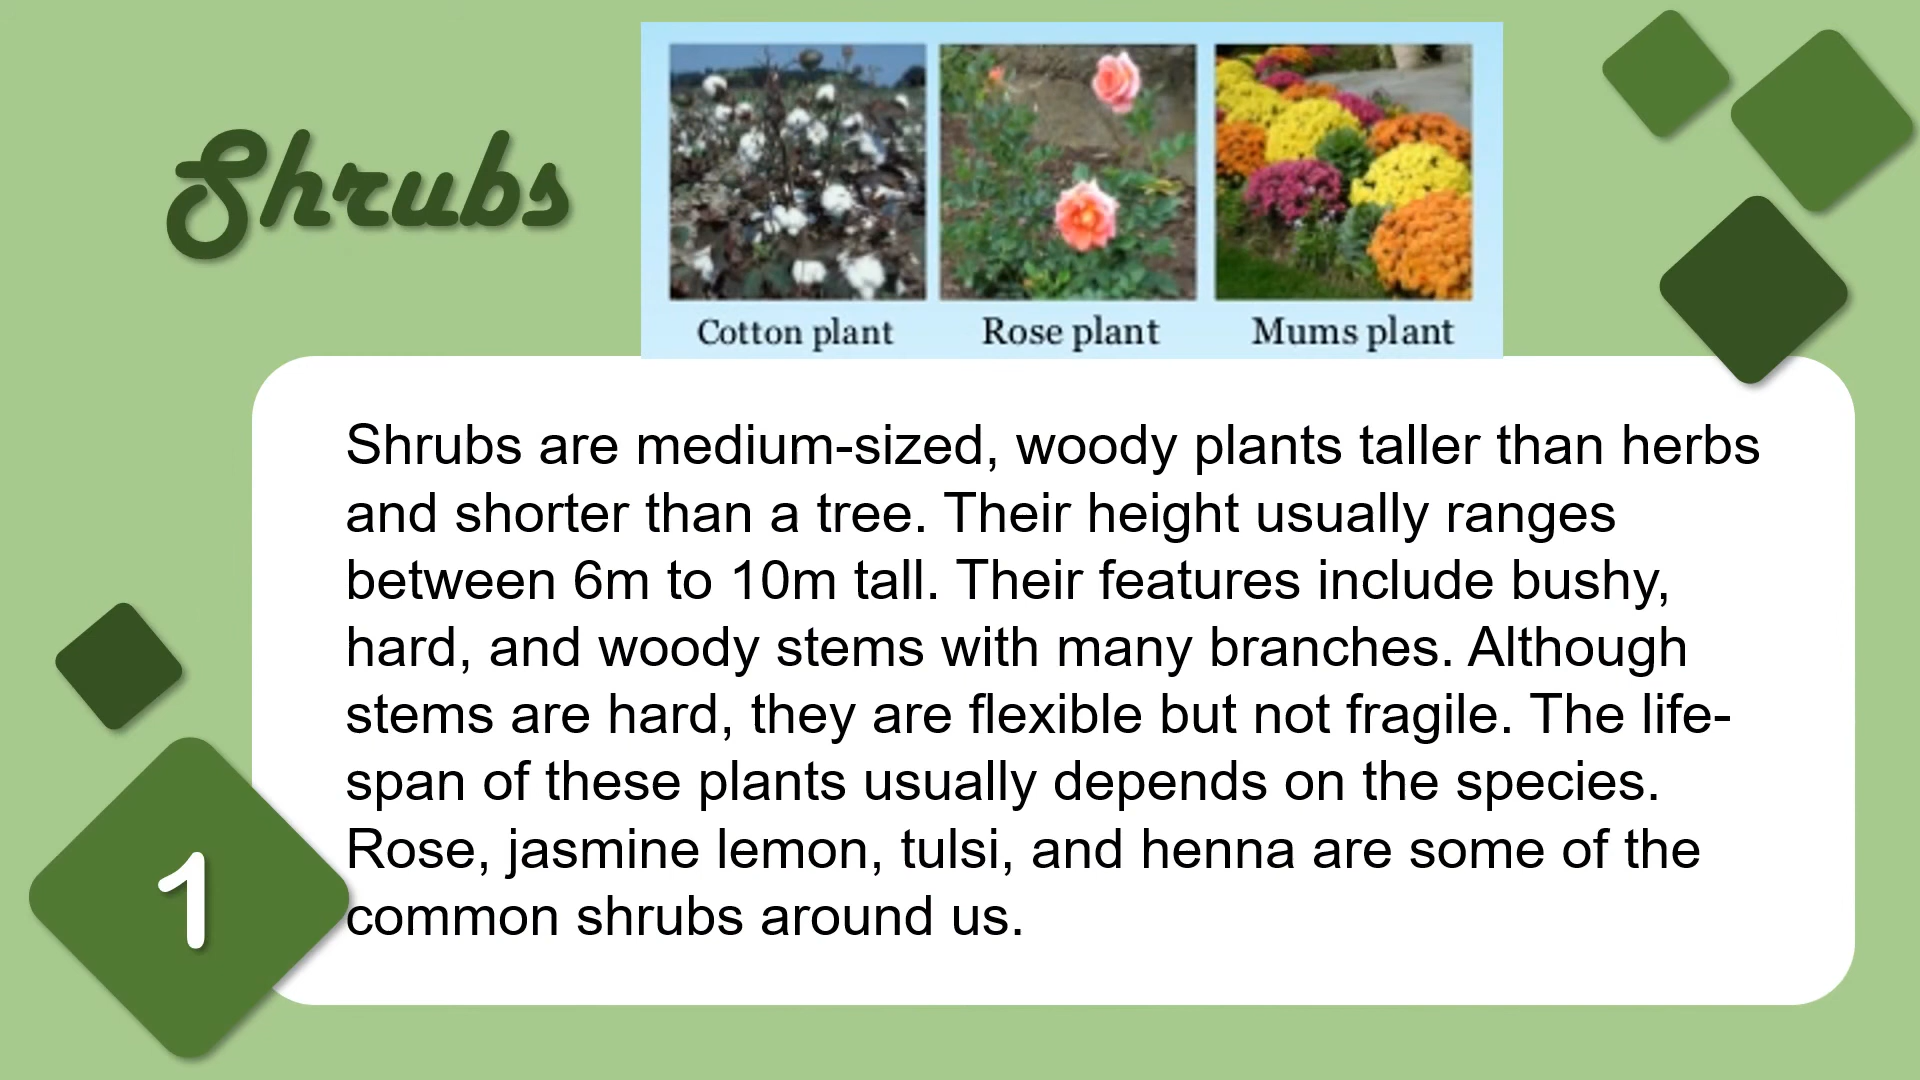 Shrubs
Cotton plant
Rose plant
Mums plant
Shrubs are medium-sized, woody plants taller than herbs
and shorter than a tree. Their height usually ranges
between 6m to 10m tall. Their features include bushy,
hard, and woody stems with many branches. Although
stems are hard, they are flexible but not fragile. The life-
span of these plants usually depends on the species.
Rose, jasmine lemon, tulsi, and henna are some of the
common shrubs around us.
1